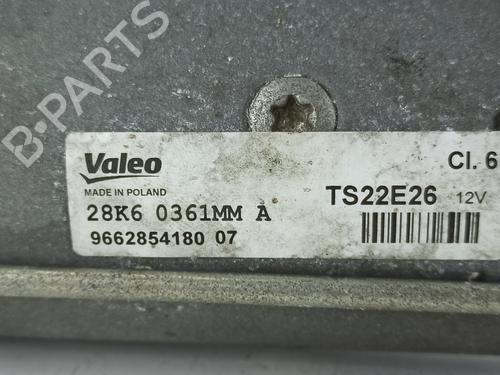 B-PARTS
Valeo
Cl. 6
MADE IN POLAND
TS22E26 12V
28K6 0361MM A
9662854180 07